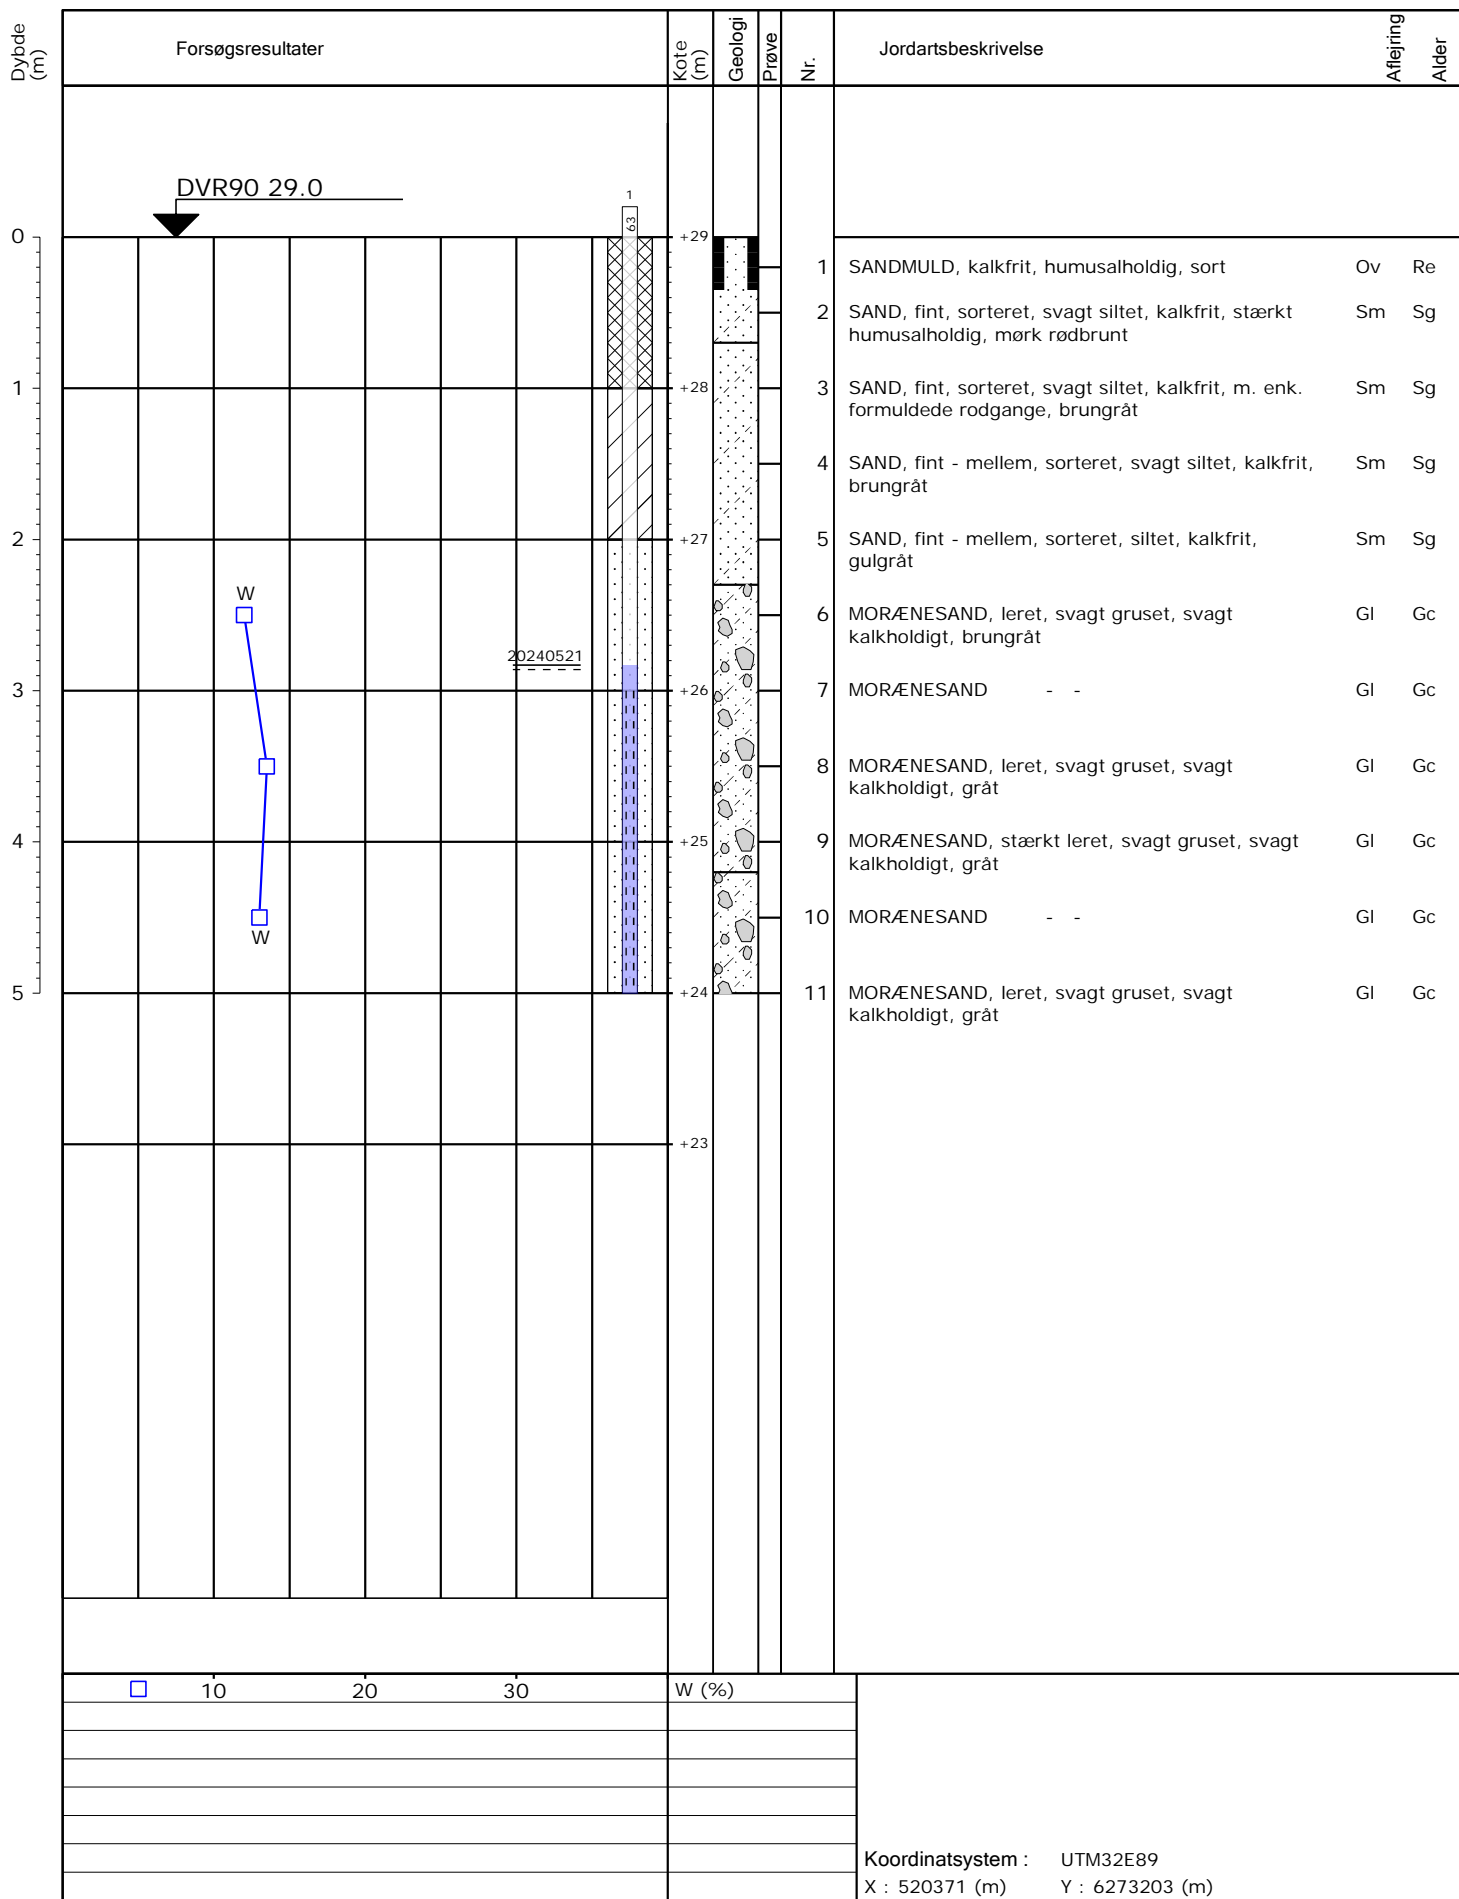 Dybde
(m)
Forsøgsresultater
Kote
(m)
Geologi
Prøve
Nr.
Jordartsbeskrivelse
Aflejring
Alder
DVR90 29.0
1
63
0
+29
1 SANDMULD, kalkfrit, humusalholdig, sort Ov Re
2 SAND, fint, sorteret, svagt siltet, kalkfrit, stærkt Sm Sg
humusalholdig, mørk rødbrunt
1
+28
3 SAND, fint, sorteret, svagt siltet, kalkfrit, m. enk. Sm Sg
formuldede rodgange, brungråt
4 SAND, fint - mellem, sorteret, svagt siltet, kalkfrit, Sm Sg
brungråt
2
+27
5 SAND, fint - mellem, sorteret, siltet, kalkfrit, Sm Sg
gulgråt
W
6 MORÆNESAND, leret, svagt gruset, svagt Gl Gc
kalkholdigt, brungråt
20240521
3
+26
7 MORÆNESAND - - Gl Gc
8 MORÆNESAND, leret, svagt gruset, svagt Gl Gc
kalkholdigt, gråt
4
+25
9 MORÆNESAND, stærkt leret, svagt gruset, svagt Gl Gc
kalkholdigt, gråt
10 MORÆNESAND - - Gl Gc
W
5
+24
11 MORÆNESAND, leret, svagt gruset, svagt Gl Gc
kalkholdigt, gråt
+23
10 20 30 W (%)
Koordinatsystem : UTM32E89
X : 520371 (m) Y : 6273203 (m)